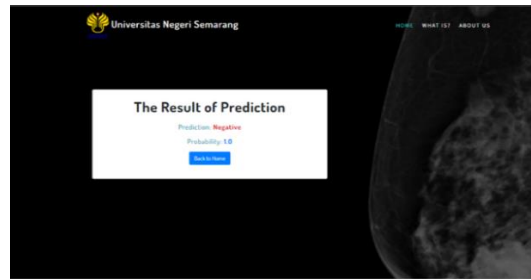 Universitas Negeri Semarang
HOME WHAT IS? ABOUT US
The Result of Prediction
Prediction: Negative
Probability: 1.0
Back to Home